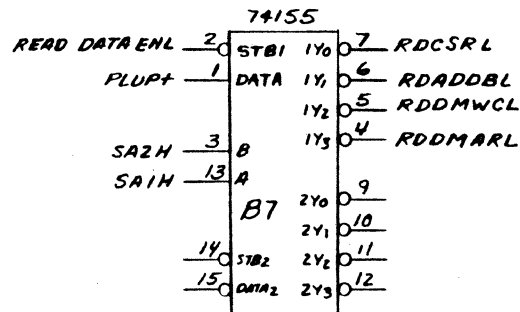 74155
READ DATA ENL 2 STB1 1Y0 7 RDCSRL
PLUP+ 1 DATA 1Y1 6 RDADDBL
1Y2 5 RDDMWCL
1Y3 4 RDDMARL
SA2H 3 B
SA1H 13 A
2Y0 9
B7
2Y1 10
14 STB2 2Y2 11
15 DATA2 2Y3 12